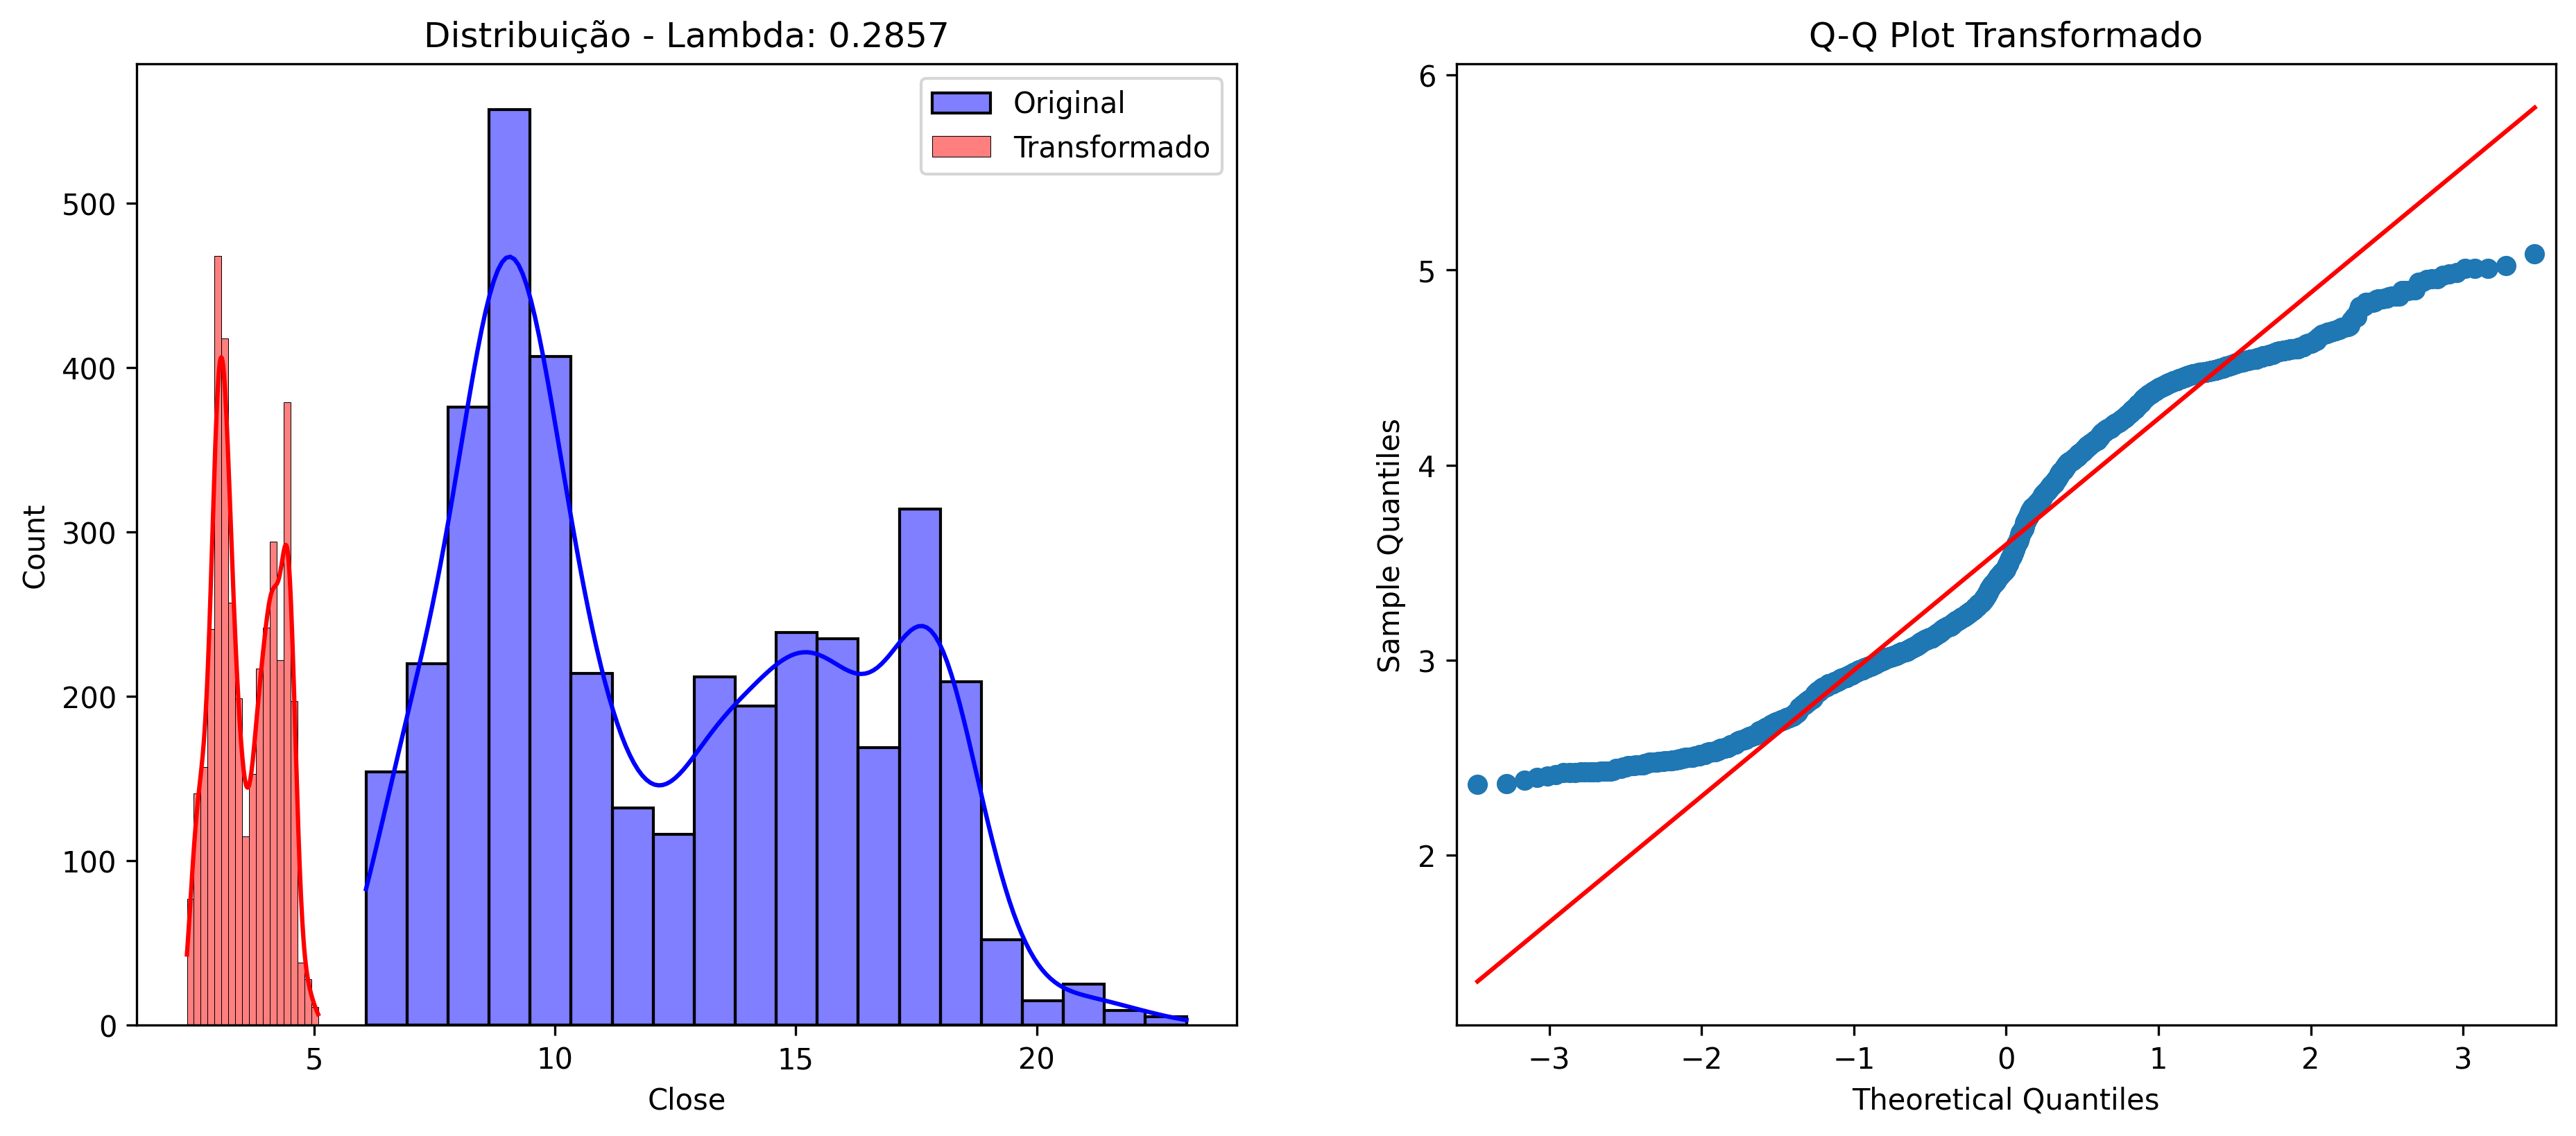 Distribuição - Lambda: 0.2857
Original
Transformado
Count
0
100
200
300
400
500
5
10
15
20
Close
Q-Q Plot Transformado
Sample Quantiles
6
5
4
3
2
−3
−2
−1
0
1
2
3
Theoretical Quantiles